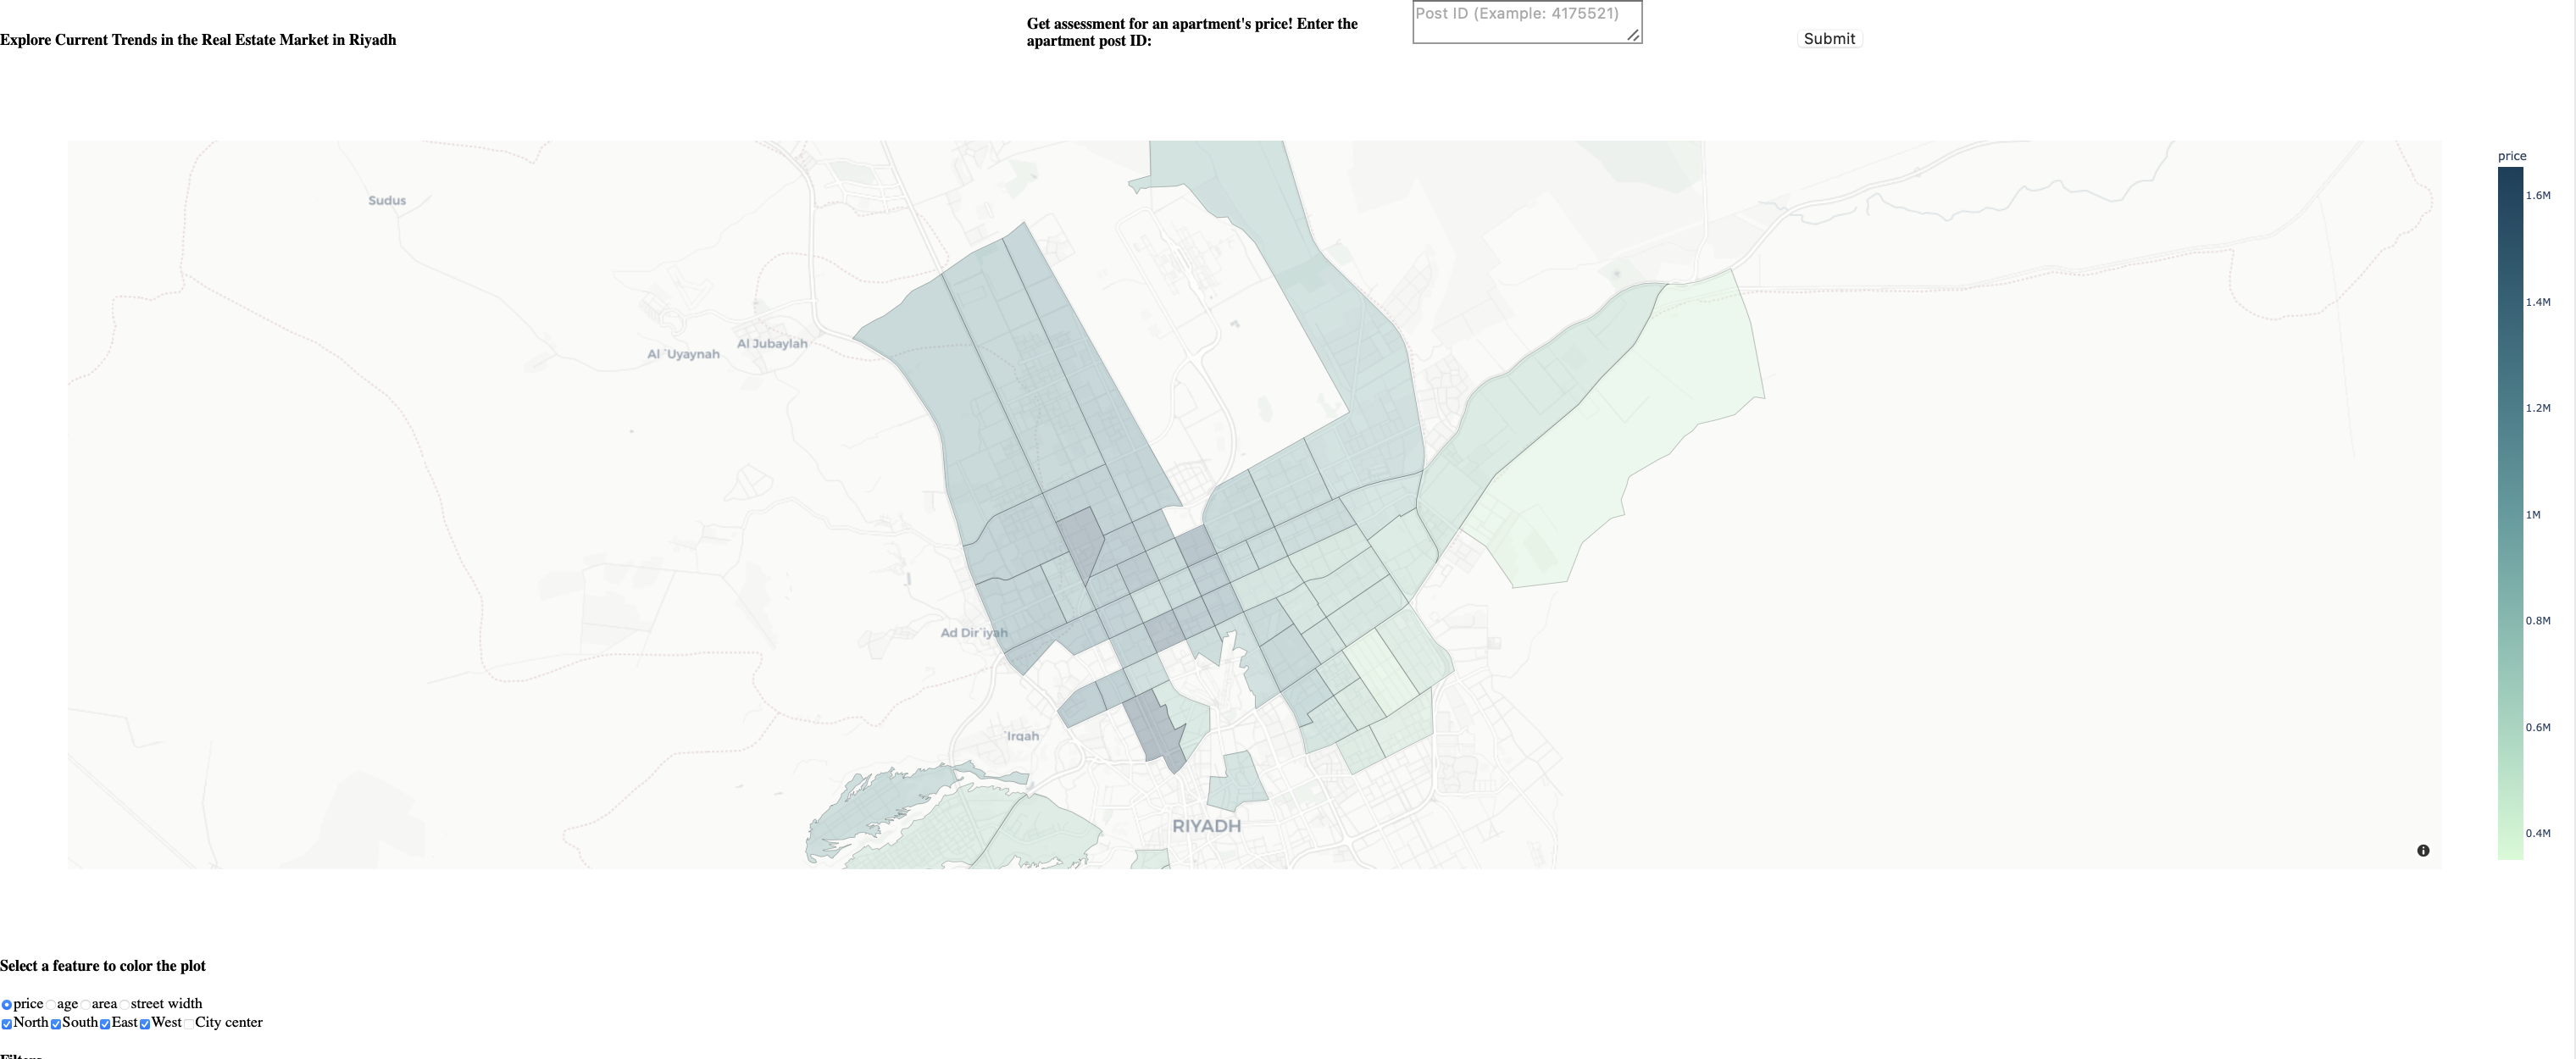 Explore Current Trends in the Real Estate Market in Riyadh
Get assessment for an apartment's price! Enter the
apartment post ID:
Post ID (Example: 4175521)
Submit
price
1.6M
1.4M
1.2M
1M
0.8M
0.6M
0.4M
Sudus
Al `Uyaynah
Al Jubaylah
Ad Dir`iyah
`Irqah
RIYADH
Select a feature to color the plot
price age area street width
North South East West City center
Filters